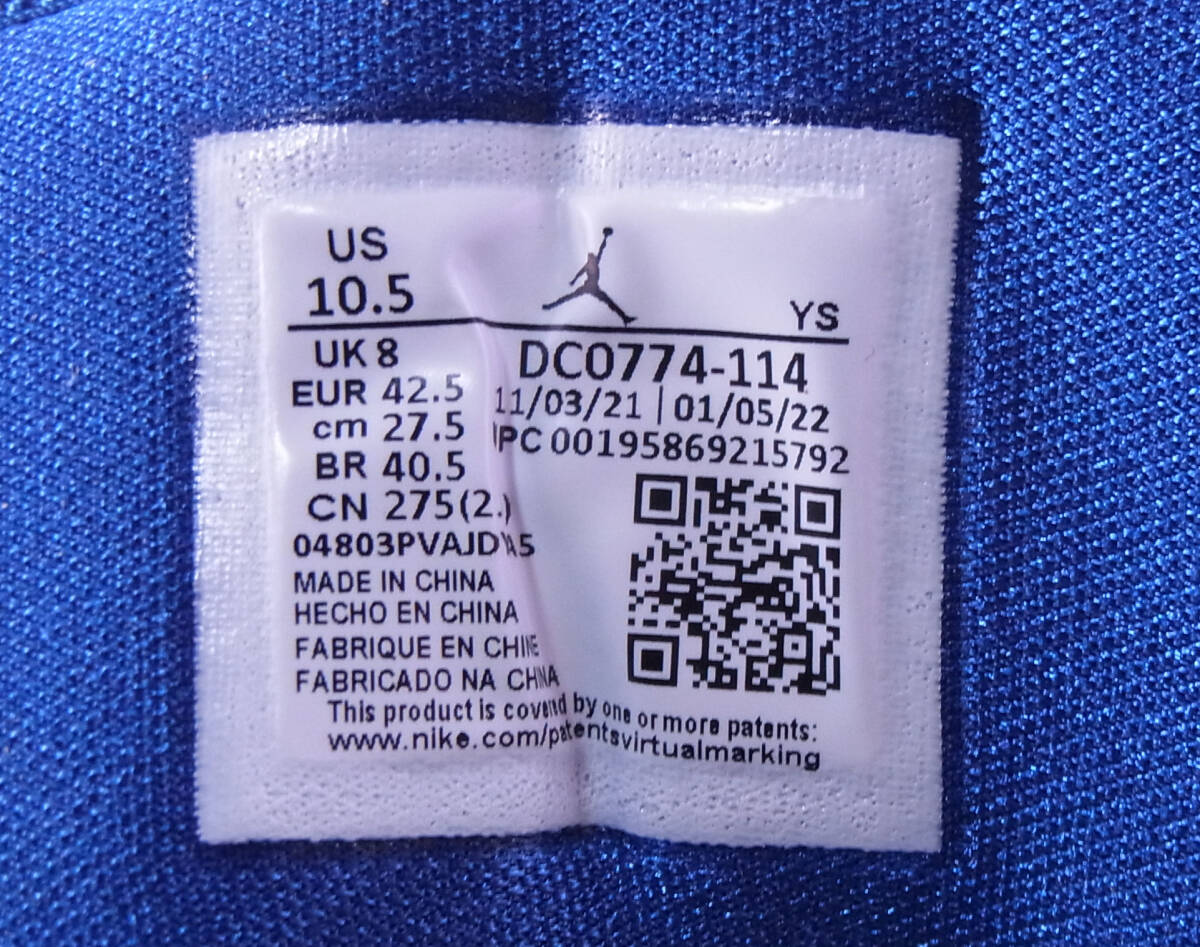 US
10.5
YS
UK 8
EUR 42.5
cm 27.5
BR 40.5
CN 275(2.)
04803PVAJD
MADE IN CHINA
HECHO EN CHINA
FABRIQUE EN CHINE
FABRICADO NA CHINA
DC0774-114
11/03/21 | 01/05/22
00195869215792
This product is covered by one or more patents:
www.nike.com/patentsvirtualmarking